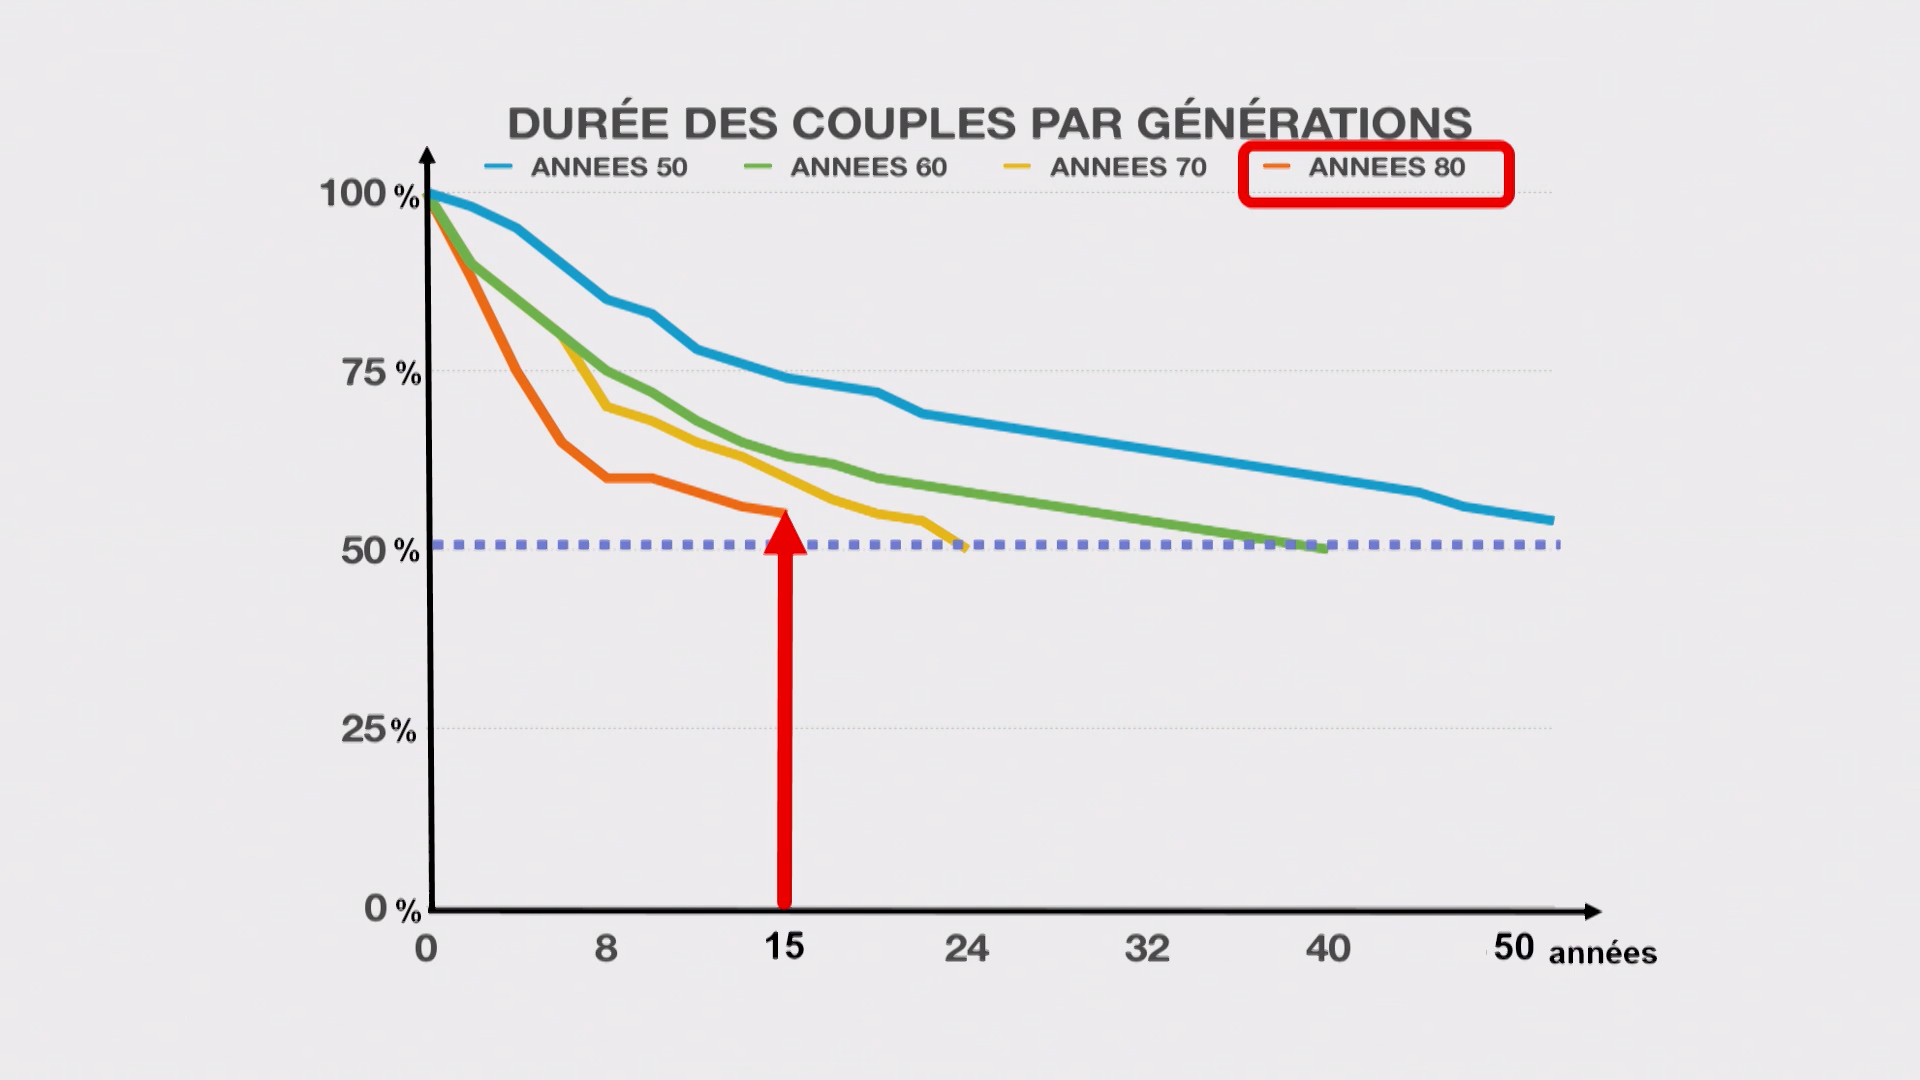 DURÉE DES COUPLES PAR GÉNÉRATIONS
ANNEES 50 ANNEES 60 ANNEES 70 ANNEES 80
100 %
75 %
50 %
25 %
0 %
0 8 15 24 32 40 50 années